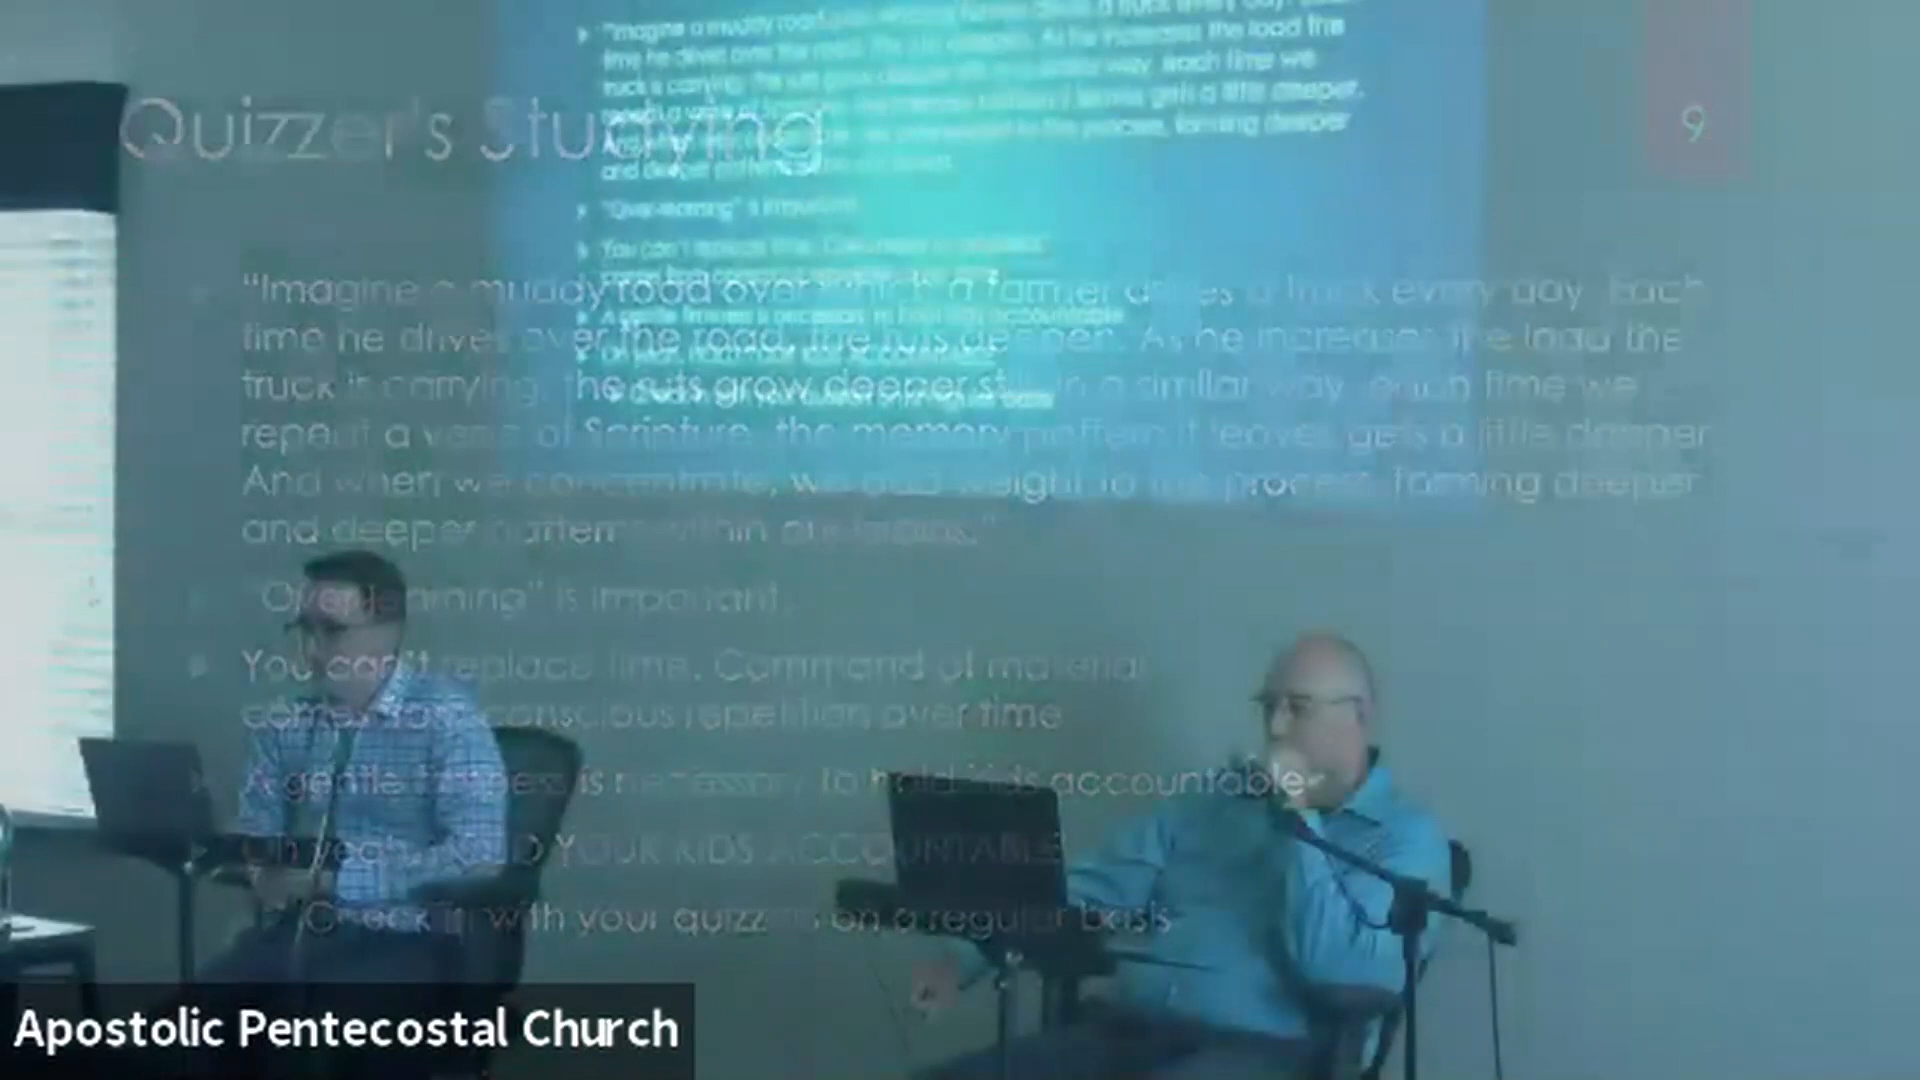 Quizzer's Studying
9
"Imagine a muddy road over which a farmer drives a truck every day. Each
time he drives over the road, the ruts deepen. As he increases the load the
truck is carrying, the ruts grow deeper still. In a similar way, each time we
repeat a verse of Scripture, the memory pattern it leaves gets a little deeper.
And when we concentrate, we add weight to the process, forming deeper
and deeper patterns within our brains."
"Over-learning" is important.
You can't replace time. Command of material
comes from conscious repetition over time
A gentle firmness is necessary to hold kids accountable
Oh yeah, HOLD YOUR KIDS ACCOUNTABLE
Check in with your quizzers on a regular basis
Apostolic Pentecostal Church